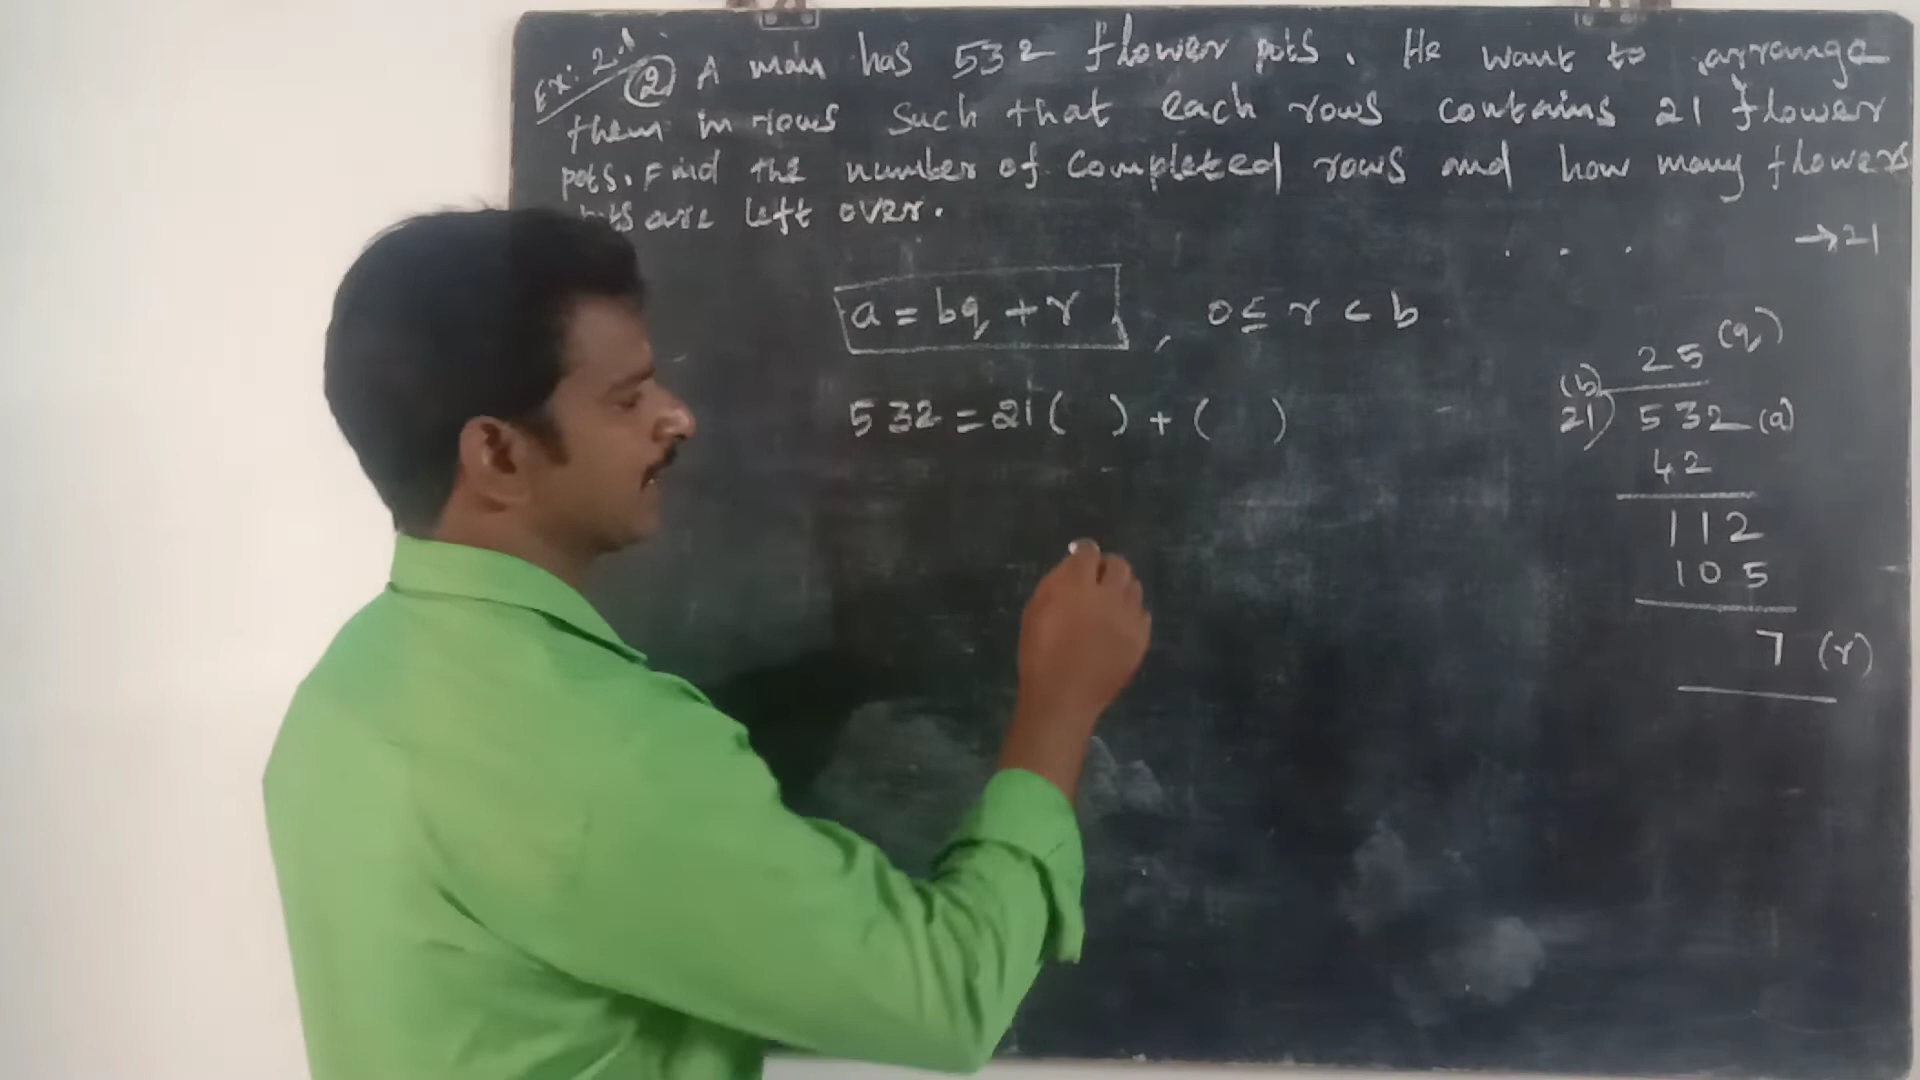 Ex: 2.1
② A man has 532 flower pots. He want to arrange
them in rows such that each rows contains 21 flower
pots. Find the number of completed rows and how many flowers
are left over.
→21
a = bq + r , 0 ≤ r < b
532 = 21( ) + ( )
25 (q)
(b)
21) 532 (a)
42
112
105
7 (r)